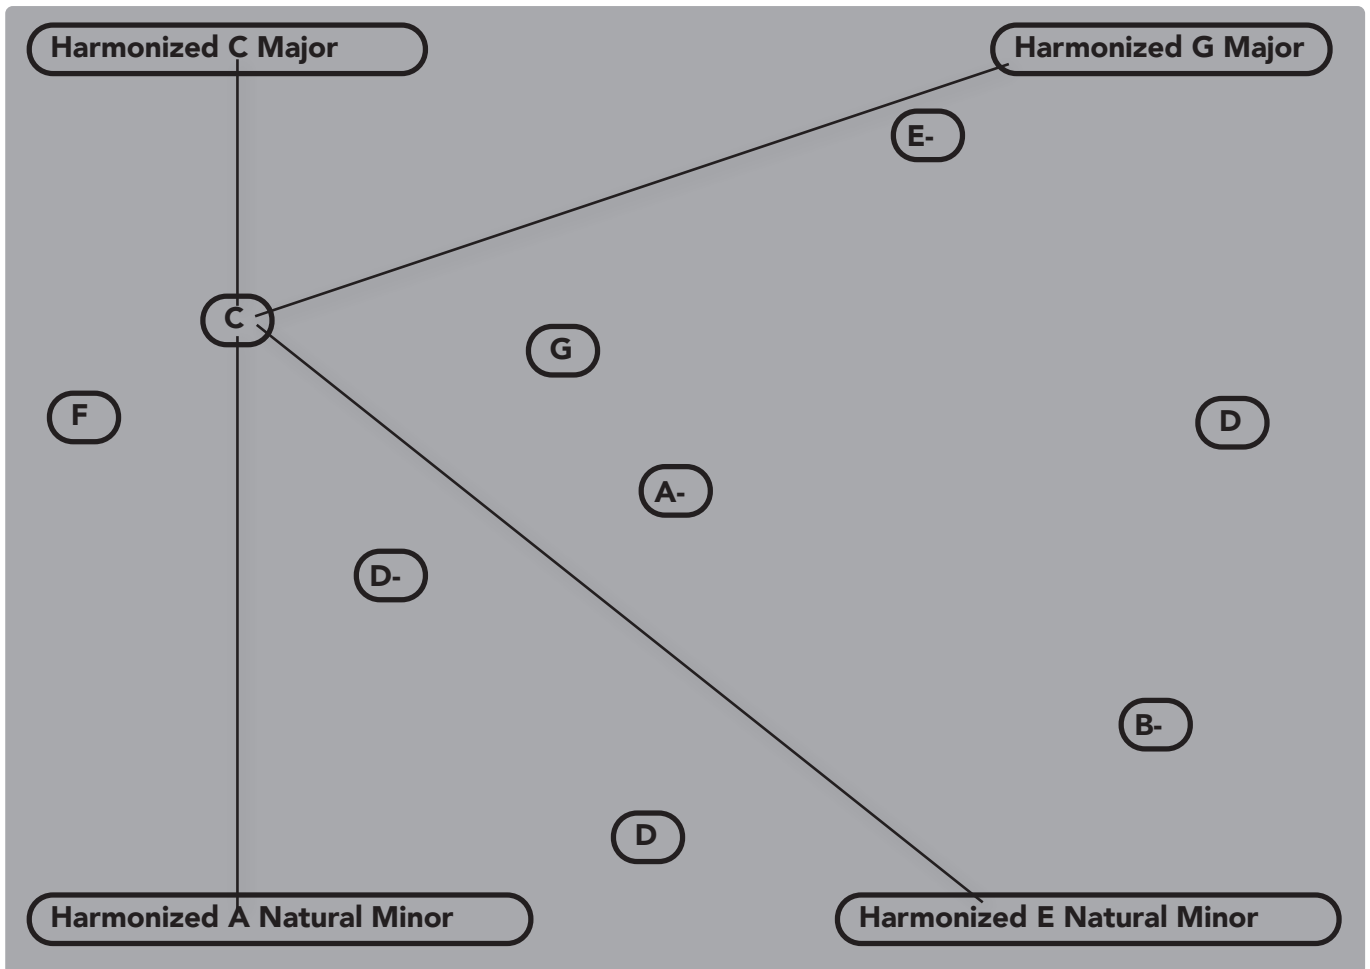 Harmonized C Major
Harmonized G Major
E-
C
G
F
D
A-
D-
B-
D
Harmonized A Natural Minor
Harmonized E Natural Minor